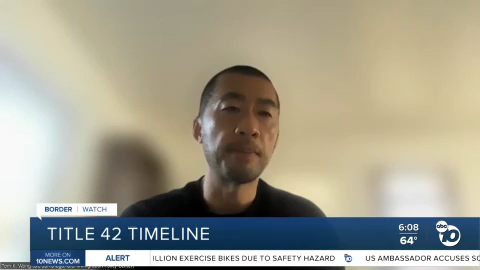 BORDER WATCH
TITLE 42 TIMELINE
6:08
64°
abc 10
MORE ON
10NEWS.COM
ALERT
ILLION EXERCISE BIKES DUE TO SAFETY HAZARD
US AMBASSADOR ACCUSES SO